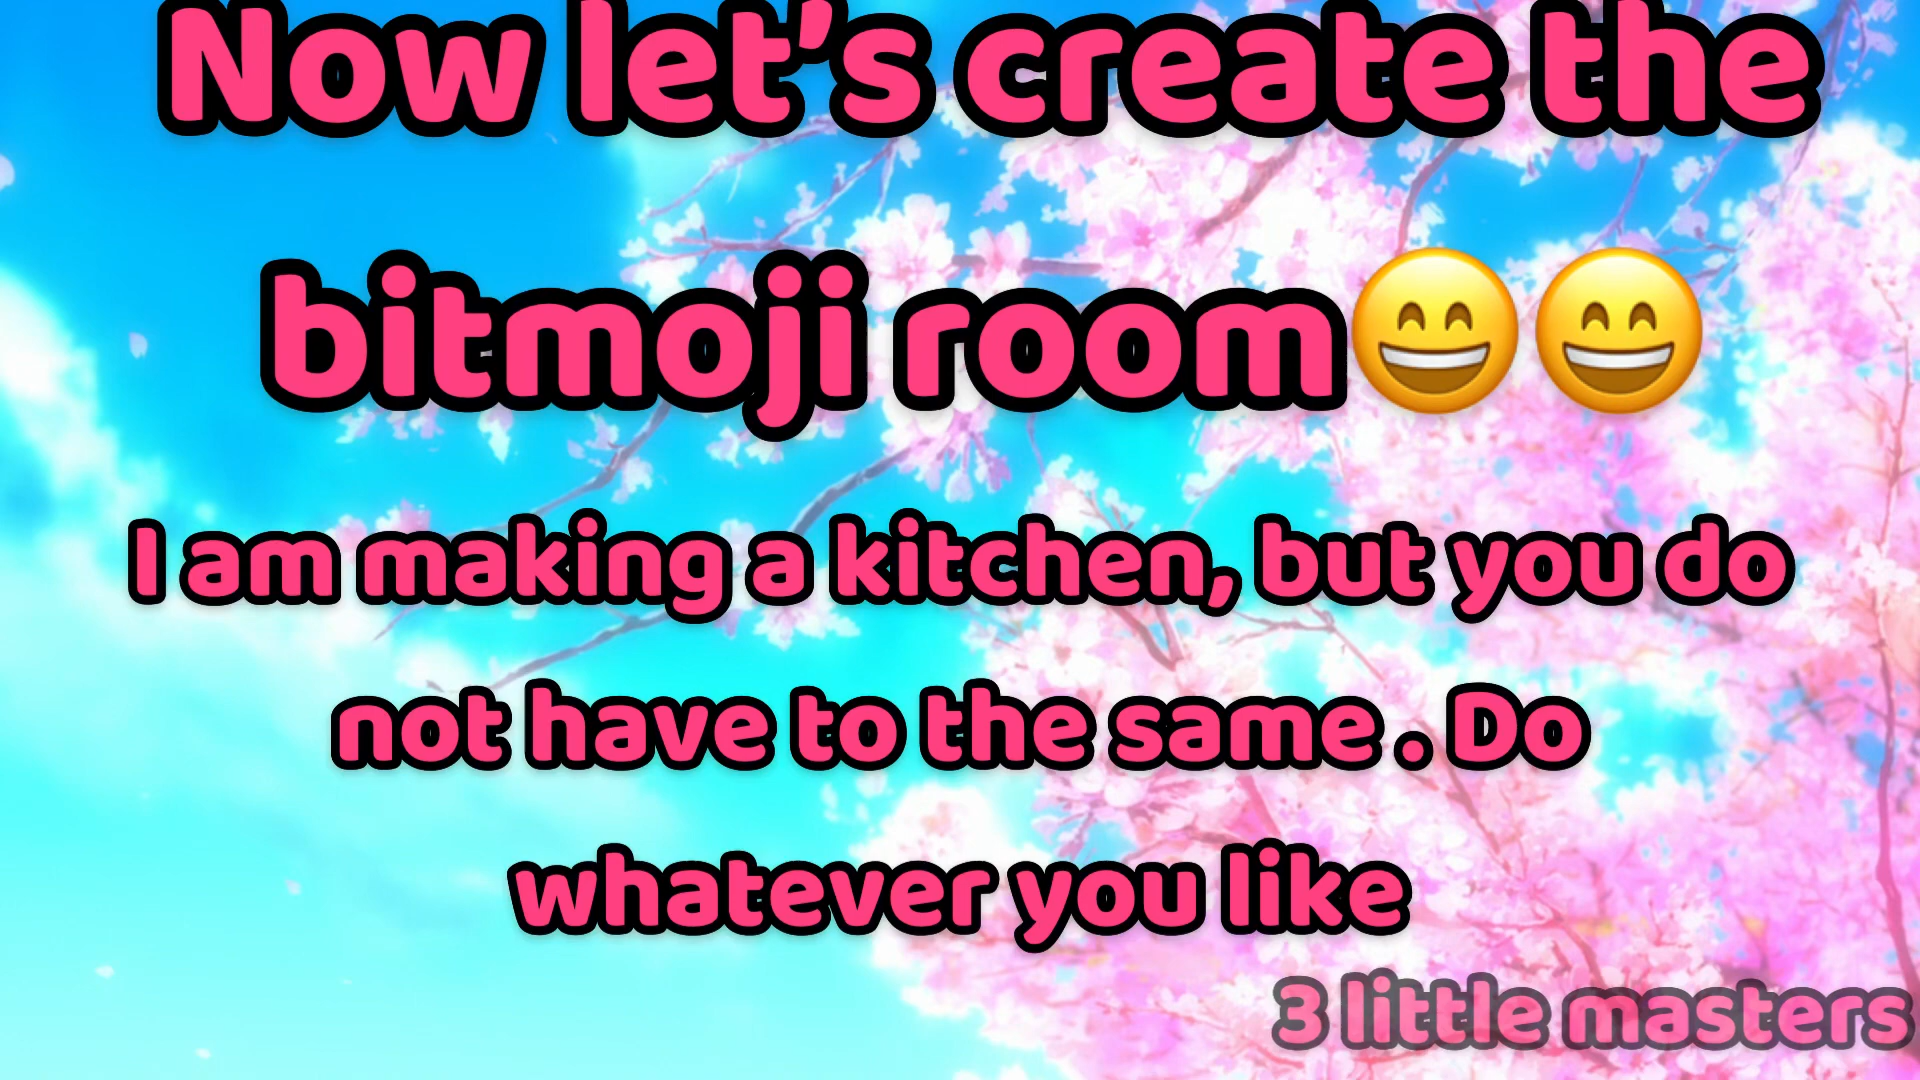 Now let's create the
bitmoji room😄😄
I am making a kitchen, but you do
not have to the same . Do
whatever you like
3 little masters